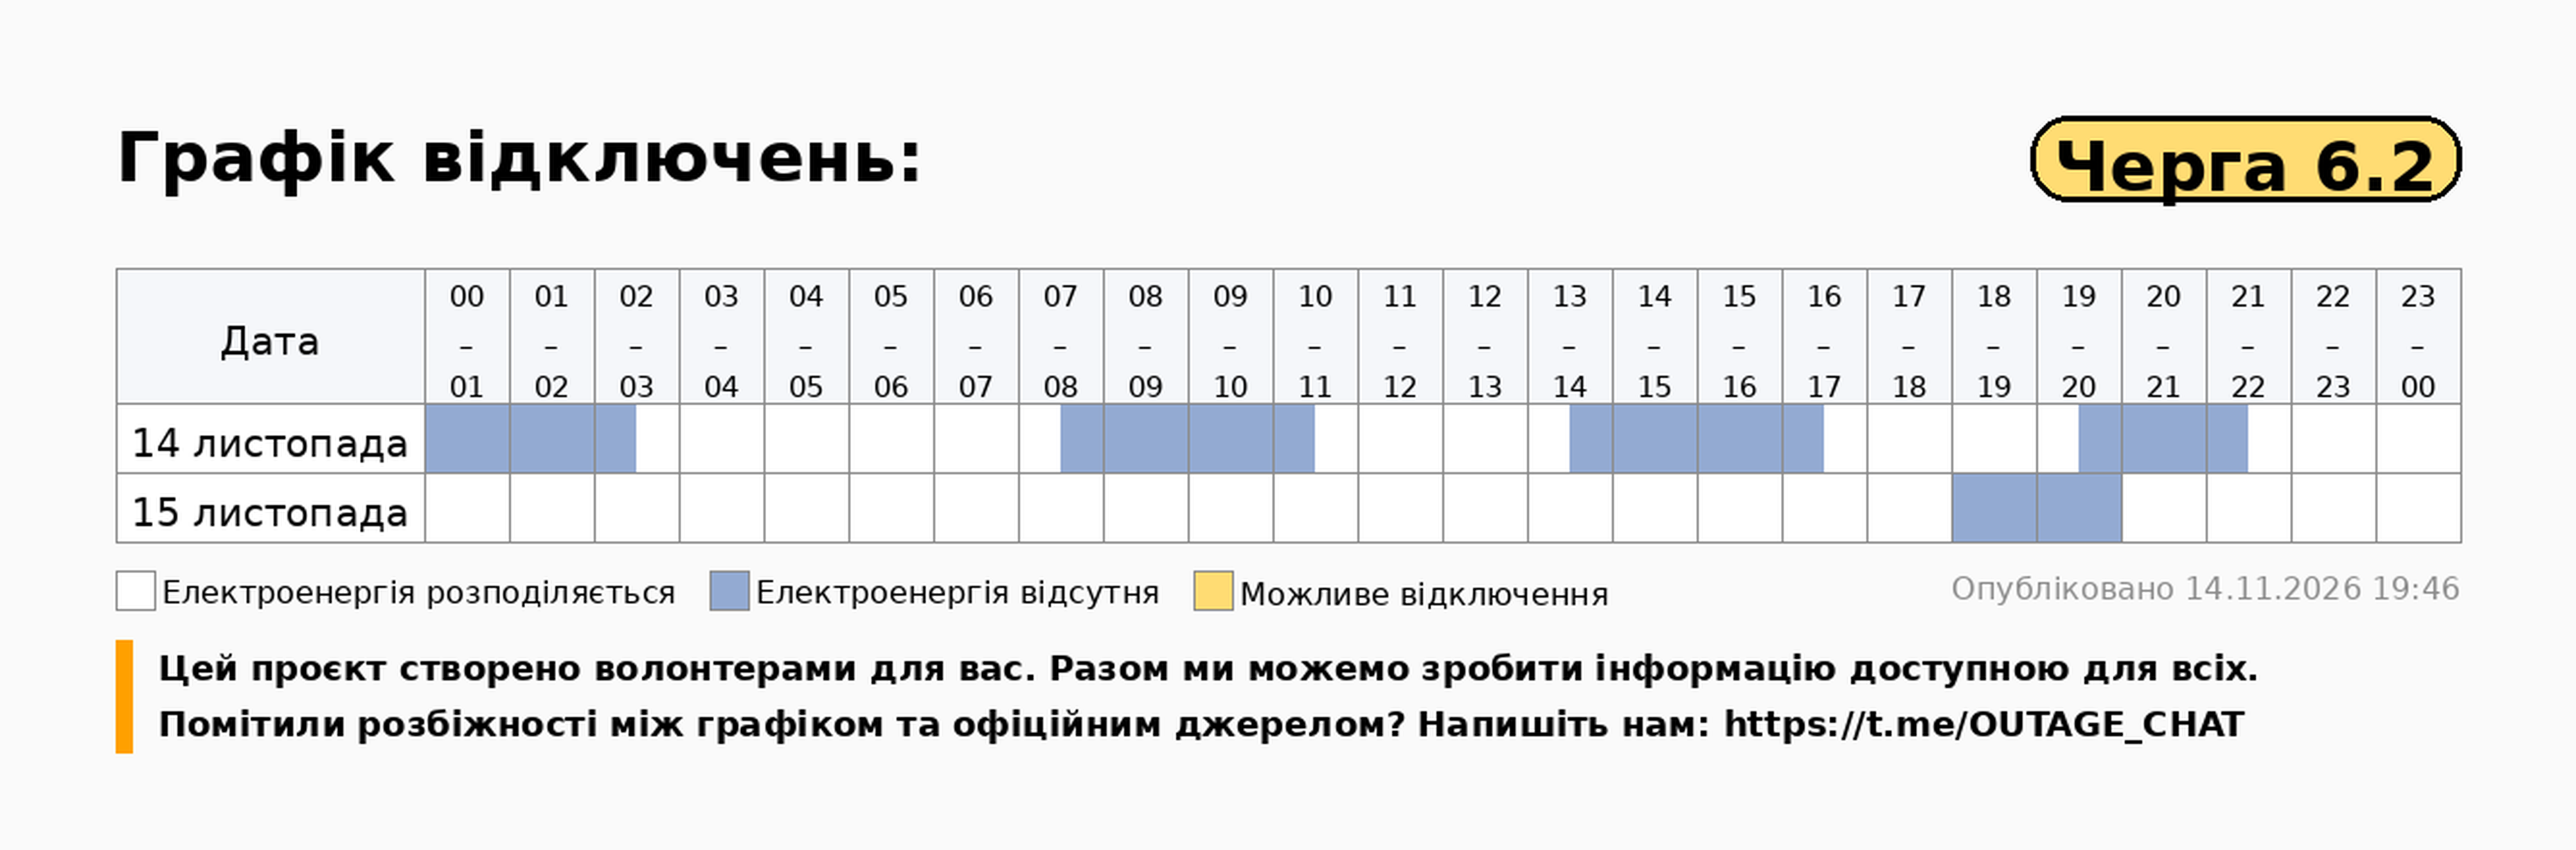 Графік відключень:
Черга 6.2
Дата
00 – 01
01 – 02
02 – 03
03 – 04
04 – 05
05 – 06
06 – 07
07 – 08
08 – 09
09 – 10
10 – 11
11 – 12
12 – 13
13 – 14
14 – 15
15 – 16
16 – 17
17 – 18
18 – 19
19 – 20
20 – 21
21 – 22
22 – 23
23 – 00
14 листопада
15 листопада
Електроенергія розподіляється
Електроенергія відсутня
Можливе відключення
Опубліковано 14.11.2026 19:46
Цей проєкт створено волонтерами для вас. Разом ми можемо зробити інформацію доступною для всіх.
Помітили розбіжності між графіком та офіційним джерелом? Напишіть нам: https://t.me/OUTAGE_CHAT